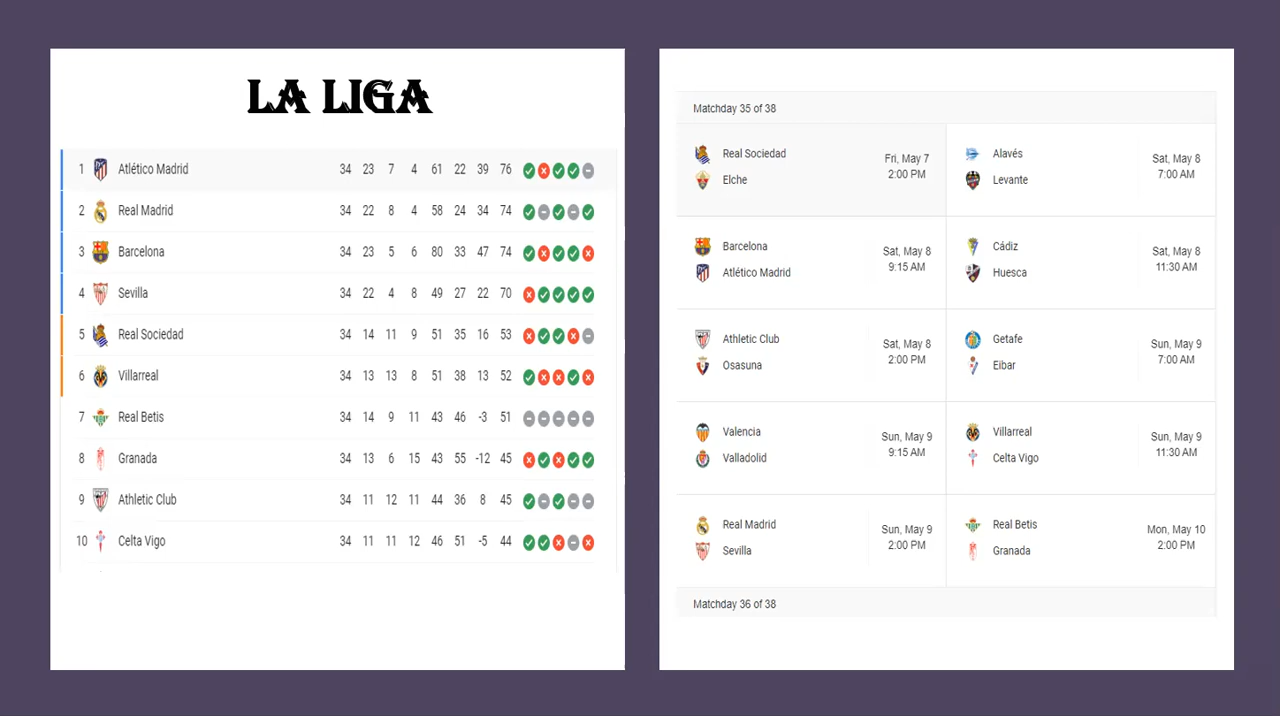 LA LIGA
1 Atlético Madrid 34 23 7 4 61 22 39 76
2 Real Madrid 34 22 8 4 58 24 34 74
3 Barcelona 34 23 5 6 80 33 47 74
4 Sevilla 34 22 4 8 49 27 22 70
5 Real Sociedad 34 14 11 9 51 35 16 53
6 Villarreal 34 13 13 8 51 38 13 52
7 Real Betis 34 14 9 11 43 46 -3 51
8 Granada 34 13 6 15 43 55 -12 45
9 Athletic Club 34 11 12 11 44 36 8 45
10 Celta Vigo 34 11 11 12 46 51 -5 44
Matchday 35 of 38
Real Sociedad
Elche
Fri, May 7
2:00 PM
Alavés
Levante
Sat, May 8
7:00 AM
Barcelona
Atlético Madrid
Sat, May 8
9:15 AM
Cádiz
Huesca
Sat, May 8
11:30 AM
Athletic Club
Osasuna
Sat, May 8
2:00 PM
Getafe
Eibar
Sun, May 9
7:00 AM
Valencia
Valladolid
Sun, May 9
9:15 AM
Villarreal
Celta Vigo
Sun, May 9
11:30 AM
Real Madrid
Sevilla
Sun, May 9
2:00 PM
Real Betis
Granada
Mon, May 10
2:00 PM
Matchday 36 of 38